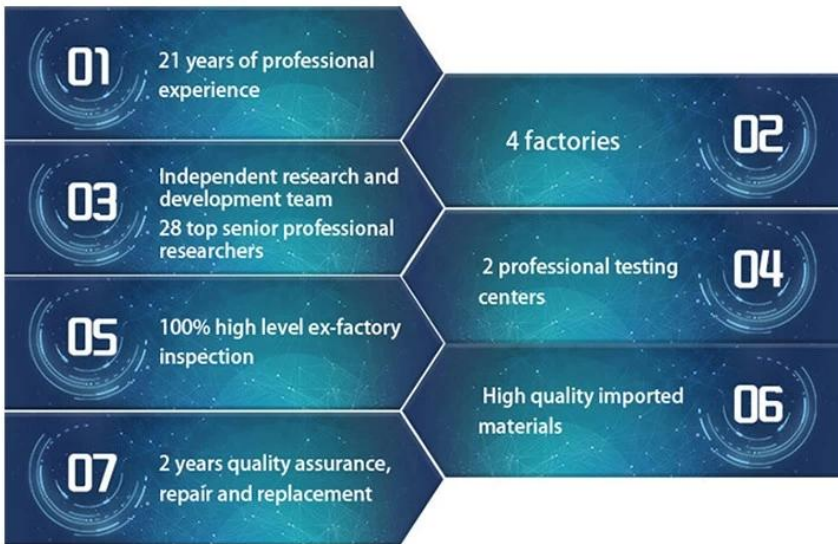 01
21 years of professional
experience
02
4 factories
03
Independent research and
development team
28 top senior professional
researchers
04
2 professional testing
centers
05
100% high level ex-factory
inspection
06
High quality imported
materials
07
2 years quality assurance,
repair and replacement